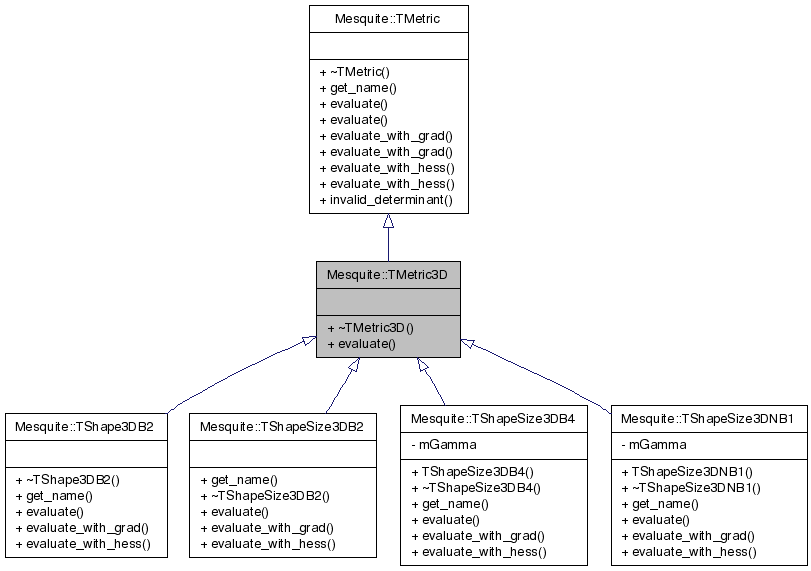 Mesquite::TMetric
+ ~TMetric()
+ get_name()
+ evaluate()
+ evaluate()
+ evaluate_with_grad()
+ evaluate_with_grad()
+ evaluate_with_hess()
+ evaluate_with_hess()
+ invalid_determinant()
Mesquite::TMetric3D
+ ~TMetric3D()
+ evaluate()
Mesquite::TShape3DB2
+ ~TShape3DB2()
+ get_name()
+ evaluate()
+ evaluate_with_grad()
+ evaluate_with_hess()
Mesquite::TShapeSize3DB2
+ get_name()
+ ~TShapeSize3DB2()
+ evaluate()
+ evaluate_with_grad()
+ evaluate_with_hess()
Mesquite::TShapeSize3DB4
- mGamma
+ TShapeSize3DB4()
+ ~TShapeSize3DB4()
+ get_name()
+ evaluate()
+ evaluate_with_grad()
+ evaluate_with_hess()
Mesquite::TShapeSize3DNB1
- mGamma
+ TShapeSize3DNB1()
+ ~TShapeSize3DNB1()
+ get_name()
+ evaluate()
+ evaluate_with_grad()
+ evaluate_with_hess()